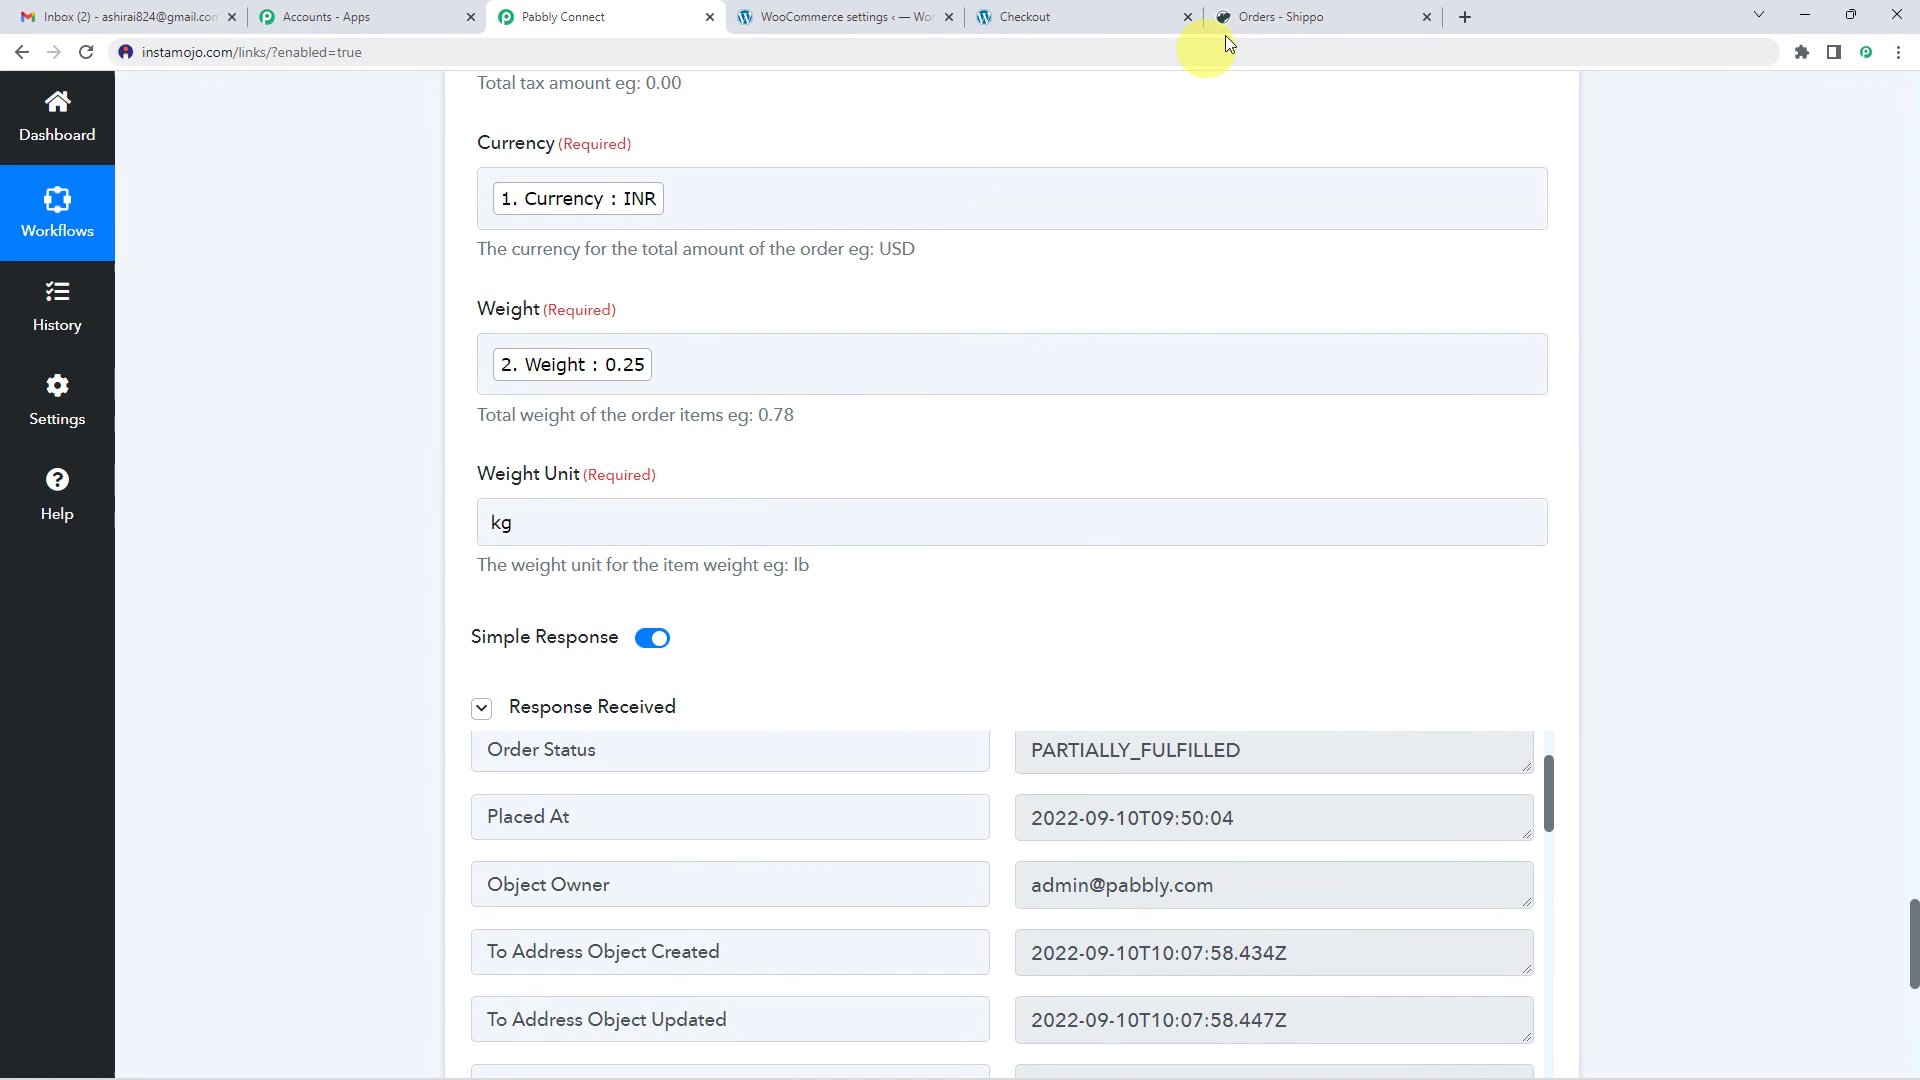 Inbox (2) - ashirai824@gmail.con
Accounts - Apps
Pabbly Connect
WooCommerce settings ‹ — Wor
Checkout
Orders - Shippo
instamojo.com/links/?enabled=true
Dashboard
Workflows
History
Settings
Help
Total tax amount eg: 0.00
Currency (Required)
1. Currency : INR
The currency for the total amount of the order eg: USD
Weight (Required)
2. Weight : 0.25
Total weight of the order items eg: 0.78
Weight Unit (Required)
kg
The weight unit for the item weight eg: lb
Simple Response
Response Received
Order Status
PARTIALLY_FULFILLED
Placed At
2022-09-10T09:50:04
Object Owner
admin@pabbly.com
To Address Object Created
2022-09-10T10:07:58.434Z
To Address Object Updated
2022-09-10T10:07:58.447Z